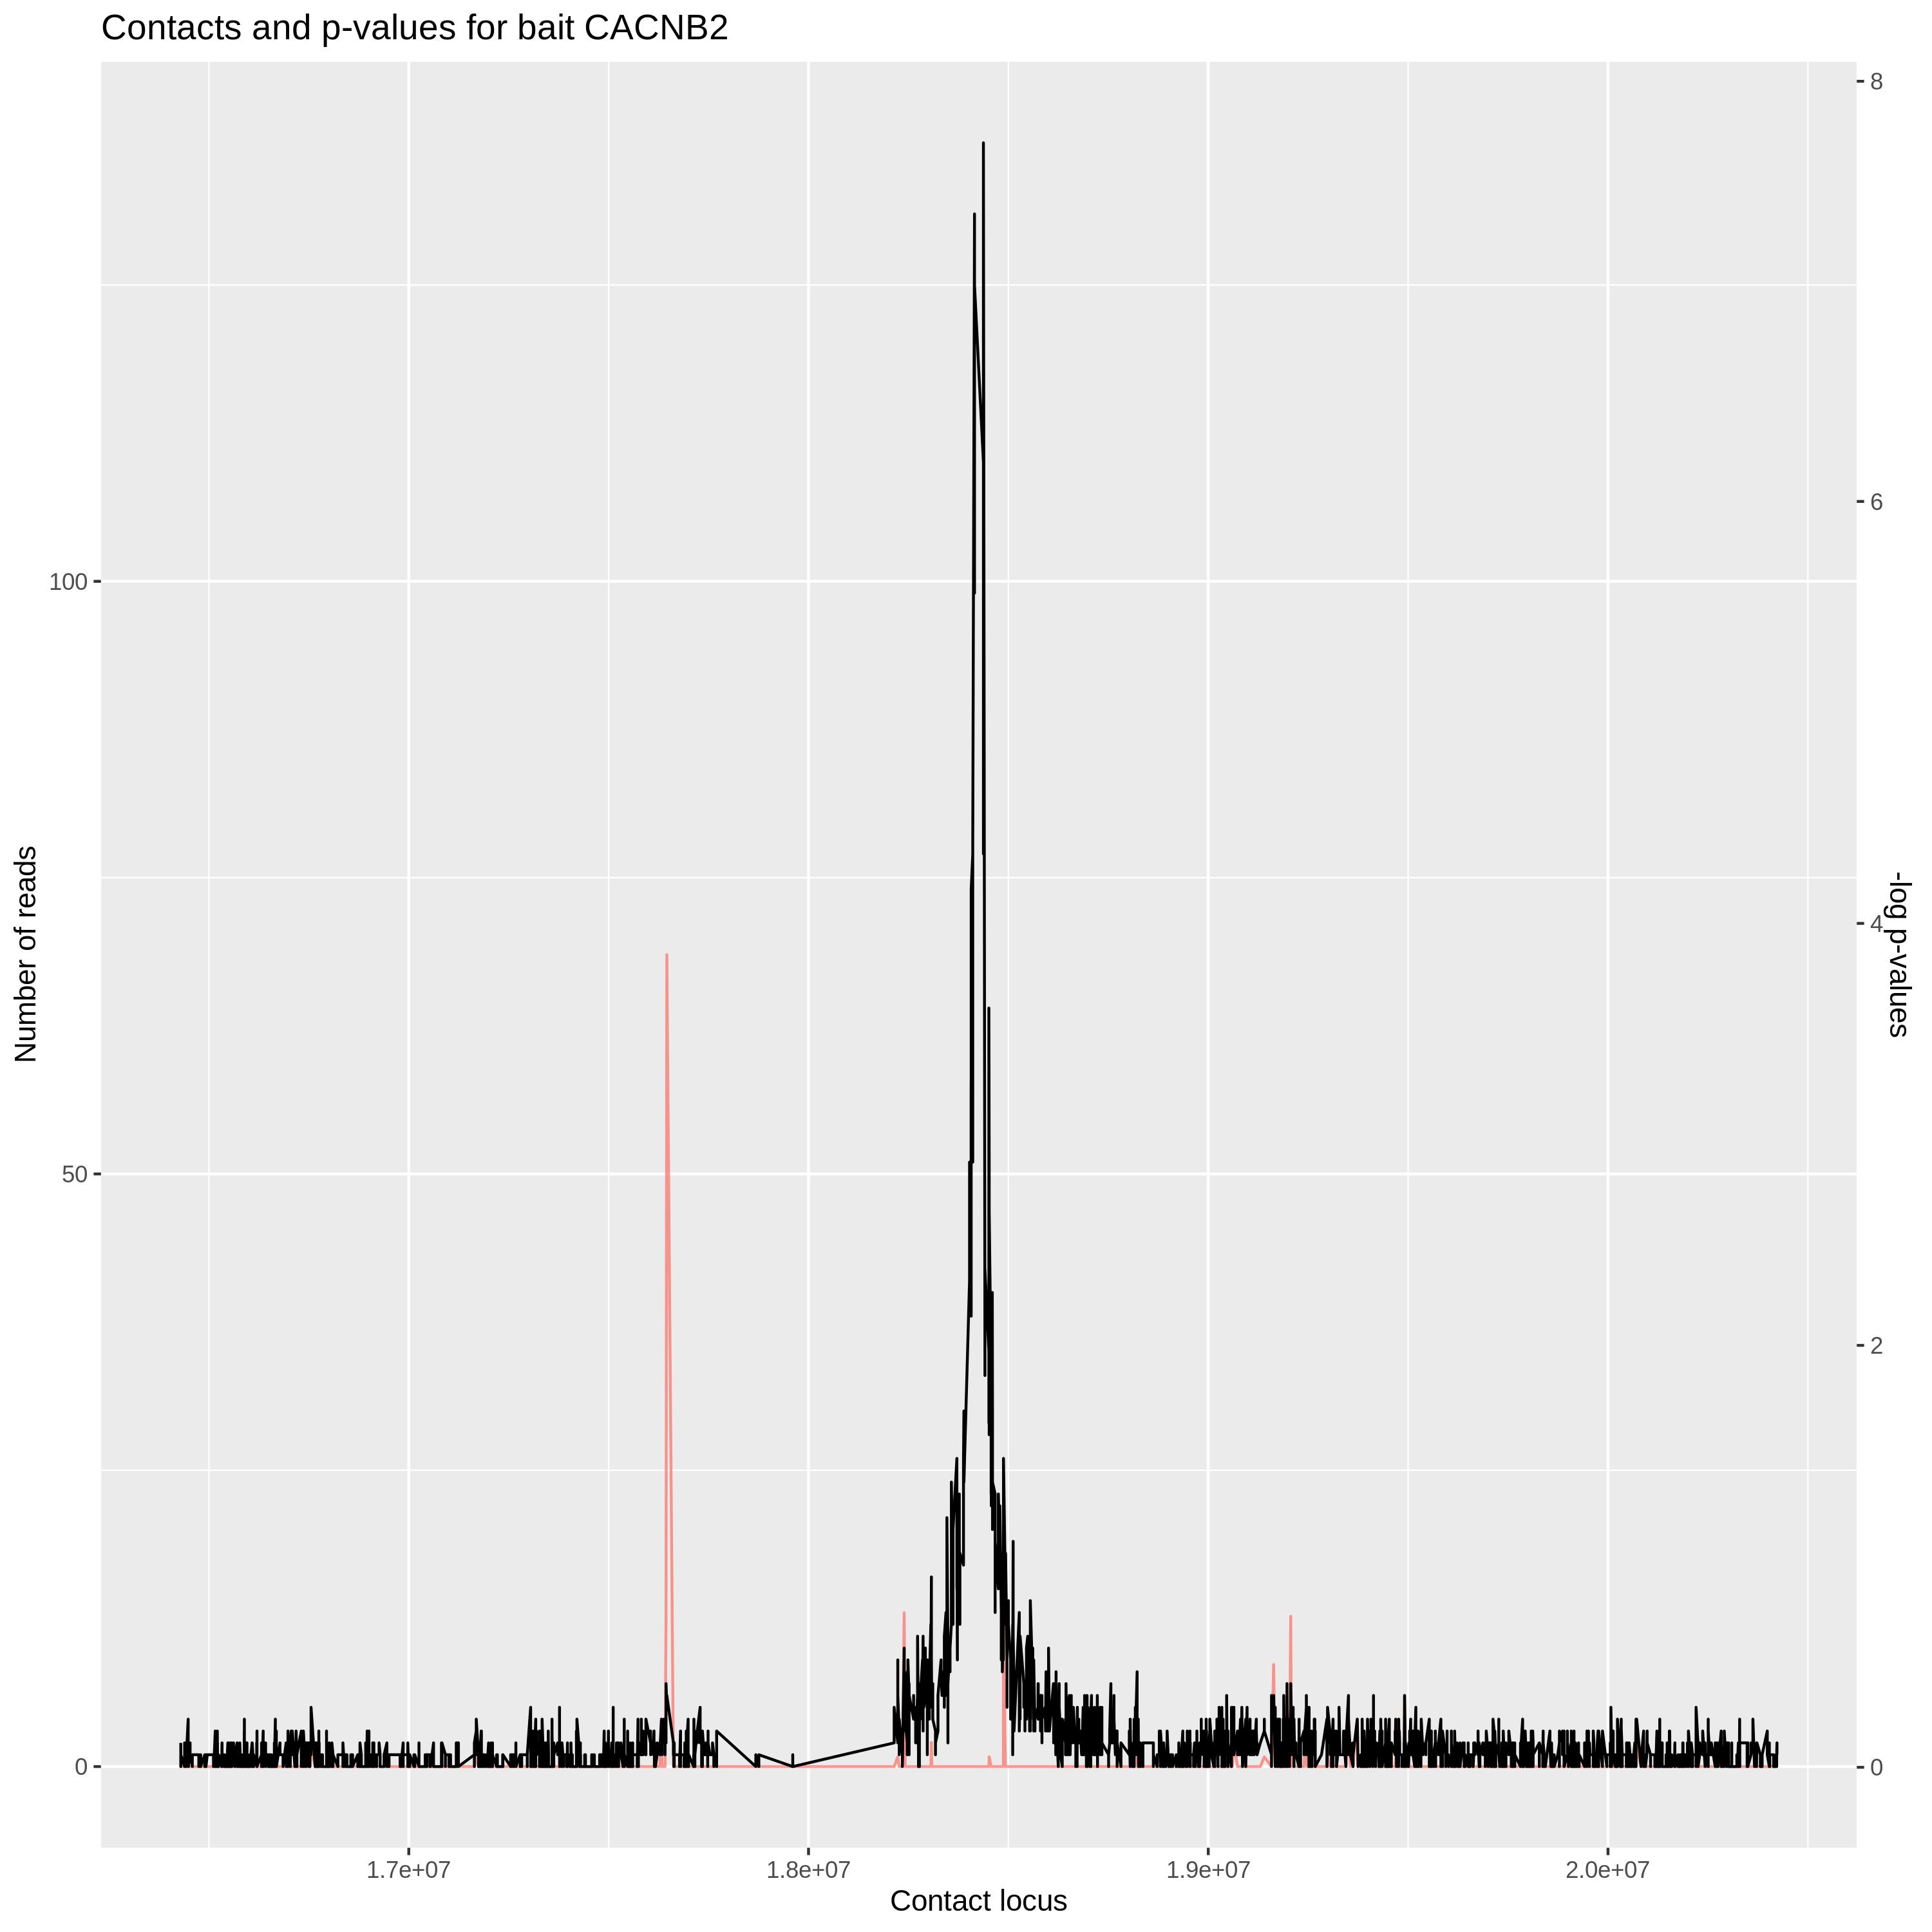 Contacts and p-values for bait CACNB2
8
6
100
4
Number of reads
-log p-values
50
2
0
0
1.7e+07
1.8e+07
1.9e+07
2.0e+07
Contact locus